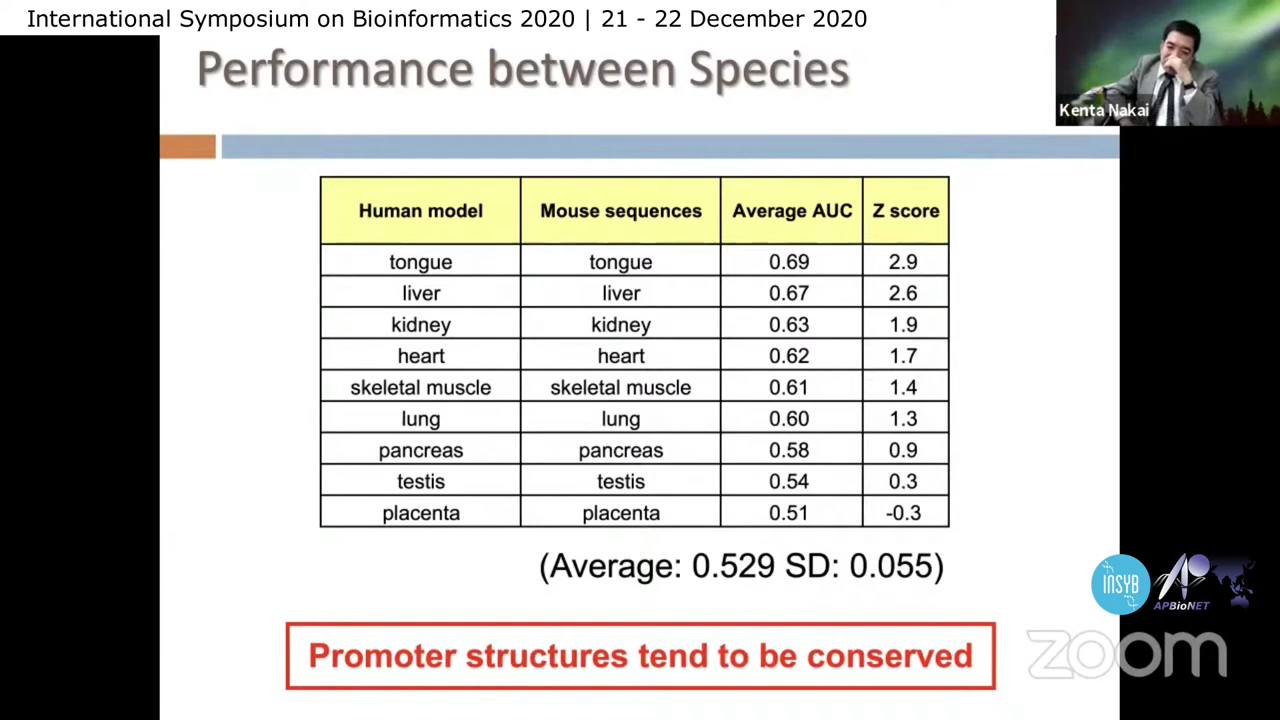 International Symposium on Bioinformatics 2020 | 21 - 22 December 2020
Performance between Species
Kenta Nakai
Human model Mouse sequences Average AUC Z score
tongue tongue 0.69 2.9
liver liver 0.67 2.6
kidney kidney 0.63 1.9
heart heart 0.62 1.7
skeletal muscle skeletal muscle 0.61 1.4
lung lung 0.60 1.3
pancreas pancreas 0.58 0.9
testis testis 0.54 0.3
placenta placenta 0.51 -0.3
(Average: 0.529 SD: 0.055)
INSYB
APBioNET
Promoter structures tend to be conserved
zoom